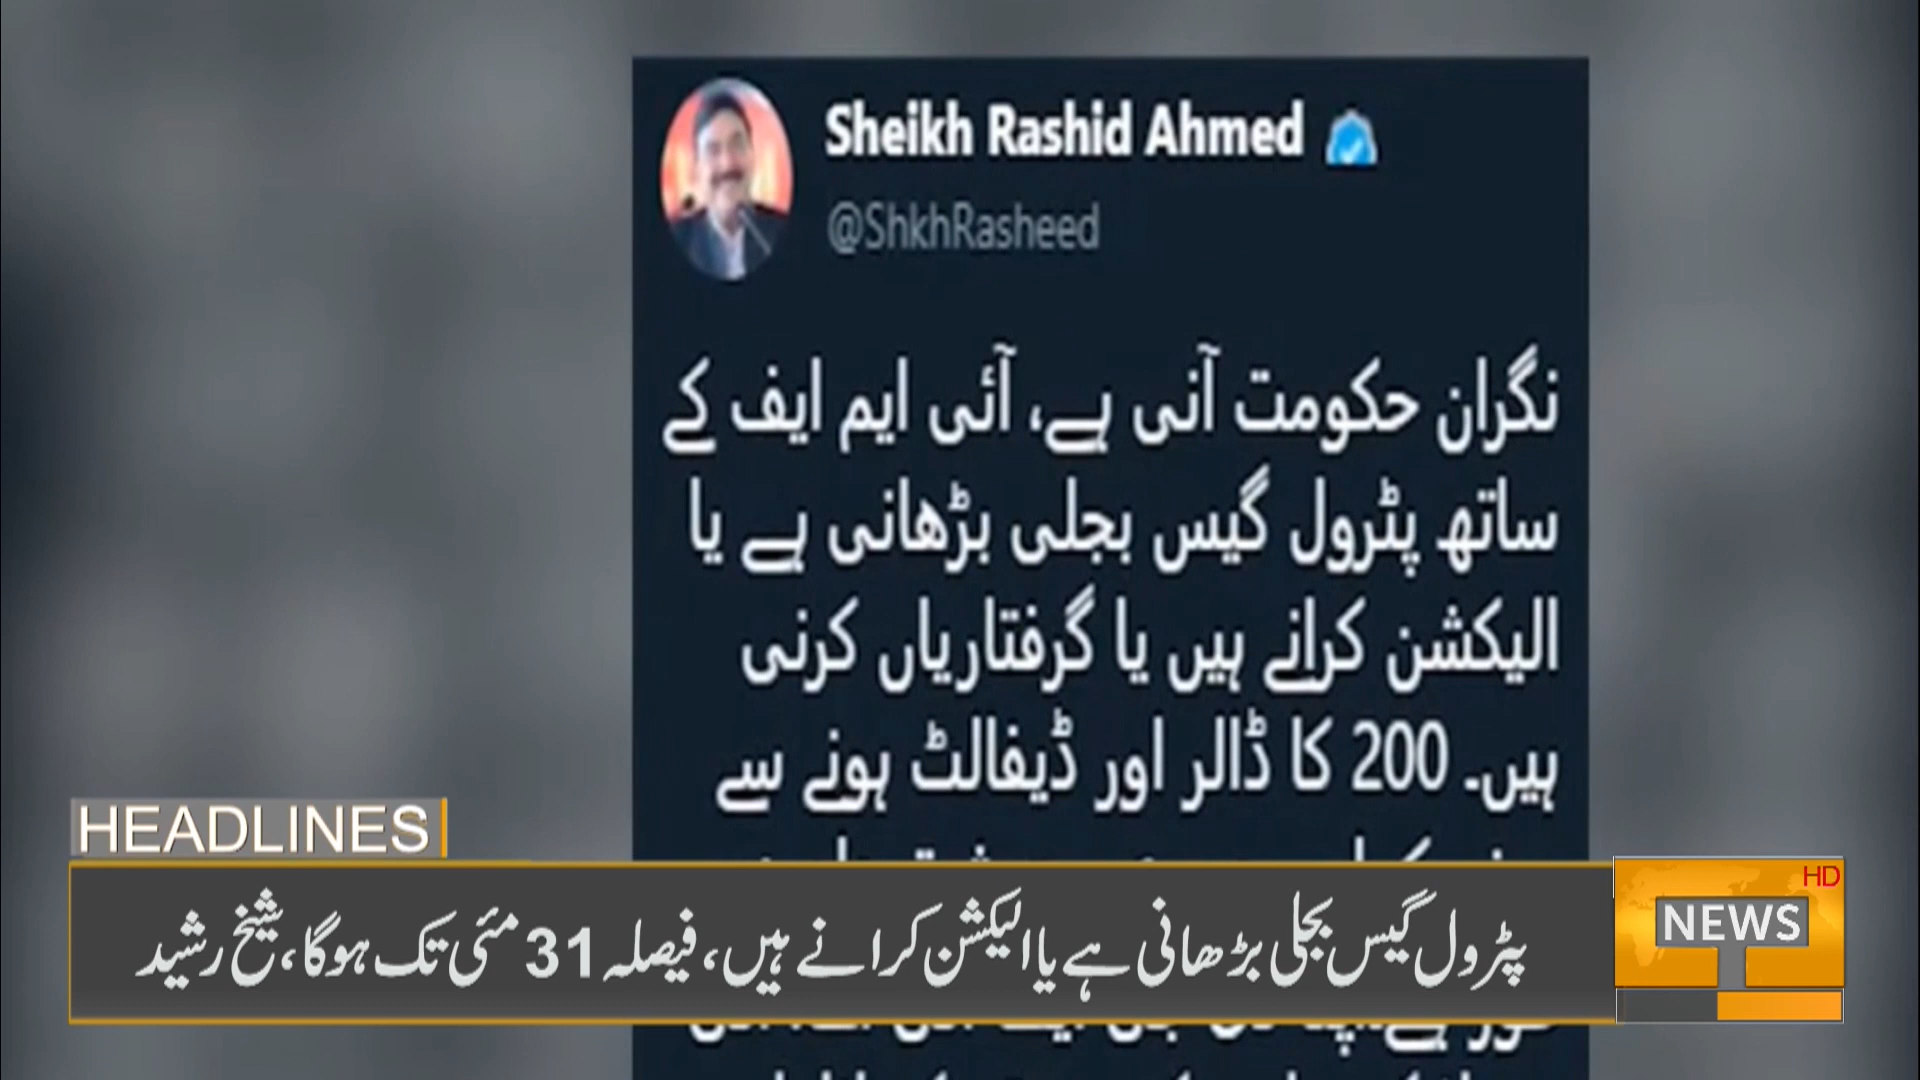 Sheikh Rashid Ahmed
@ShkhRasheed
نگران حکومت آنی ہے، آئی ایم ایف کے
ساتھ پٹرول گیس بجلی بڑھانی ہے یا
الیکشن کرانے ہیں یا گرفتاریاں کرنی
ہیں۔ 200 کا ڈالر اور ڈیفالٹ ہونے سے
HEADLINES
پٹرول گیس بجلی بڑھانی ہے یا الیکشن کرانے ہیں، فیصلہ 31 مئی تک ہوگا، شیخ رشید
HD
NEWS